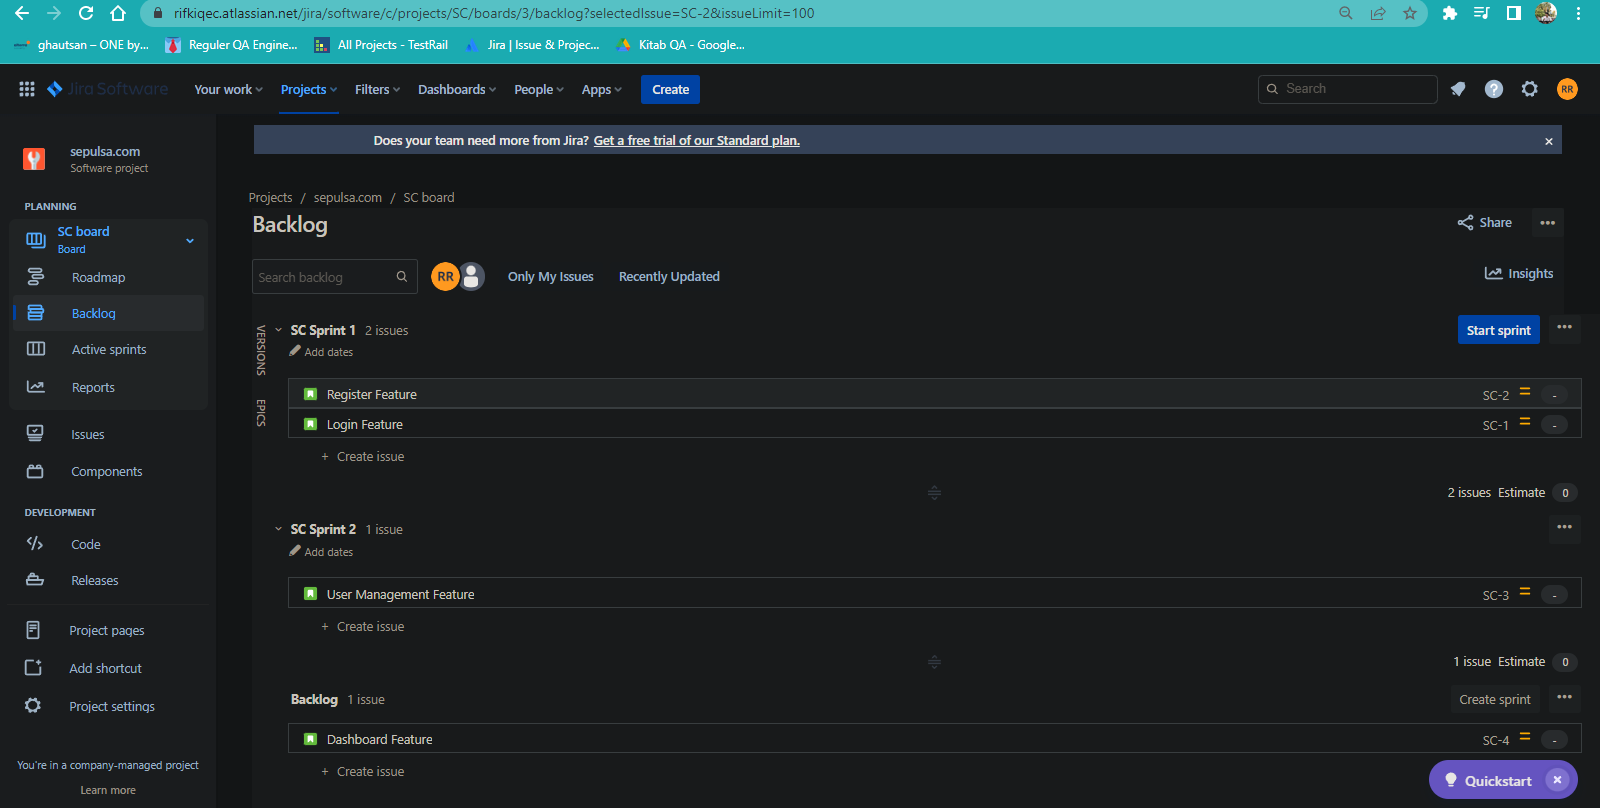 rifkiqec.atlassian.net/jira/software/c/projects/SC/boards/3/backlog?selectedIssue=SC-2&issueLimit=100
ghautsan – ONE by... Reguler QA Engine... All Projects - TestRail Jira | Issue & Projec... Kitab QA - Google...
Jira Software Your work Projects Filters Dashboards People Apps Create Search RR
Does your team need more from Jira? Get a free trial of our Standard plan.
sepulsa.com
Software project
PLANNING
SC board
Board
Roadmap
Backlog
Active sprints
Reports
Issues
Components
DEVELOPMENT
Code
Releases
Project pages
Add shortcut
Project settings
You're in a company-managed project
Learn more
Projects / sepulsa.com / SC board
Backlog
Share
Search backlog RR Only My Issues Recently Updated Insights
VERSIONS
EPICS
SC Sprint 1 2 issues Start sprint
Add dates
Register Feature SC-2 -
Login Feature SC-1 -
+ Create issue
2 issues Estimate 0
SC Sprint 2 1 issue
Add dates
User Management Feature SC-3 -
+ Create issue
1 issue Estimate 0
Backlog 1 issue Create sprint
Dashboard Feature SC-4 -
+ Create issue
Quickstart